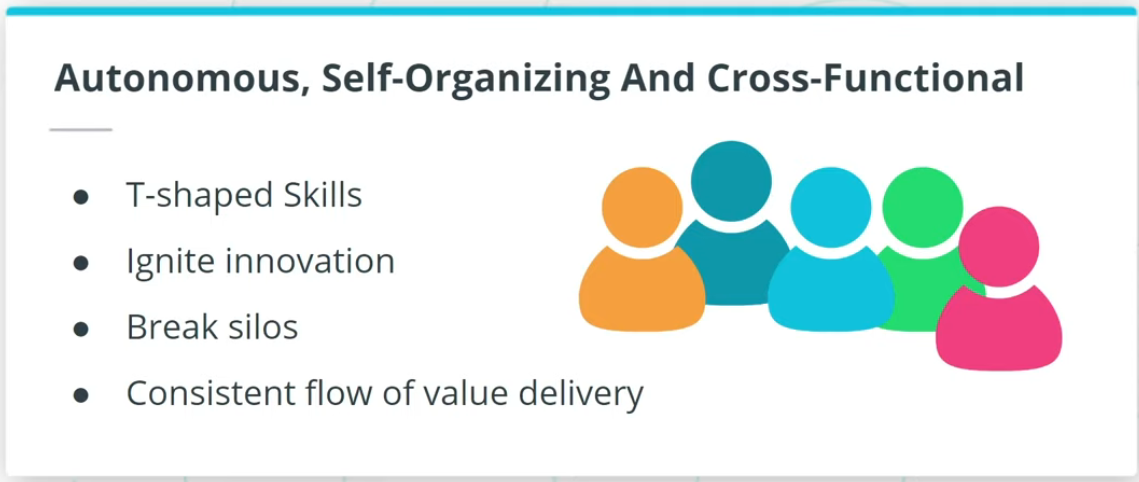 Autonomous, Self-Organizing And Cross-Functional
● T-shaped Skills
● Ignite innovation
● Break silos
● Consistent flow of value delivery